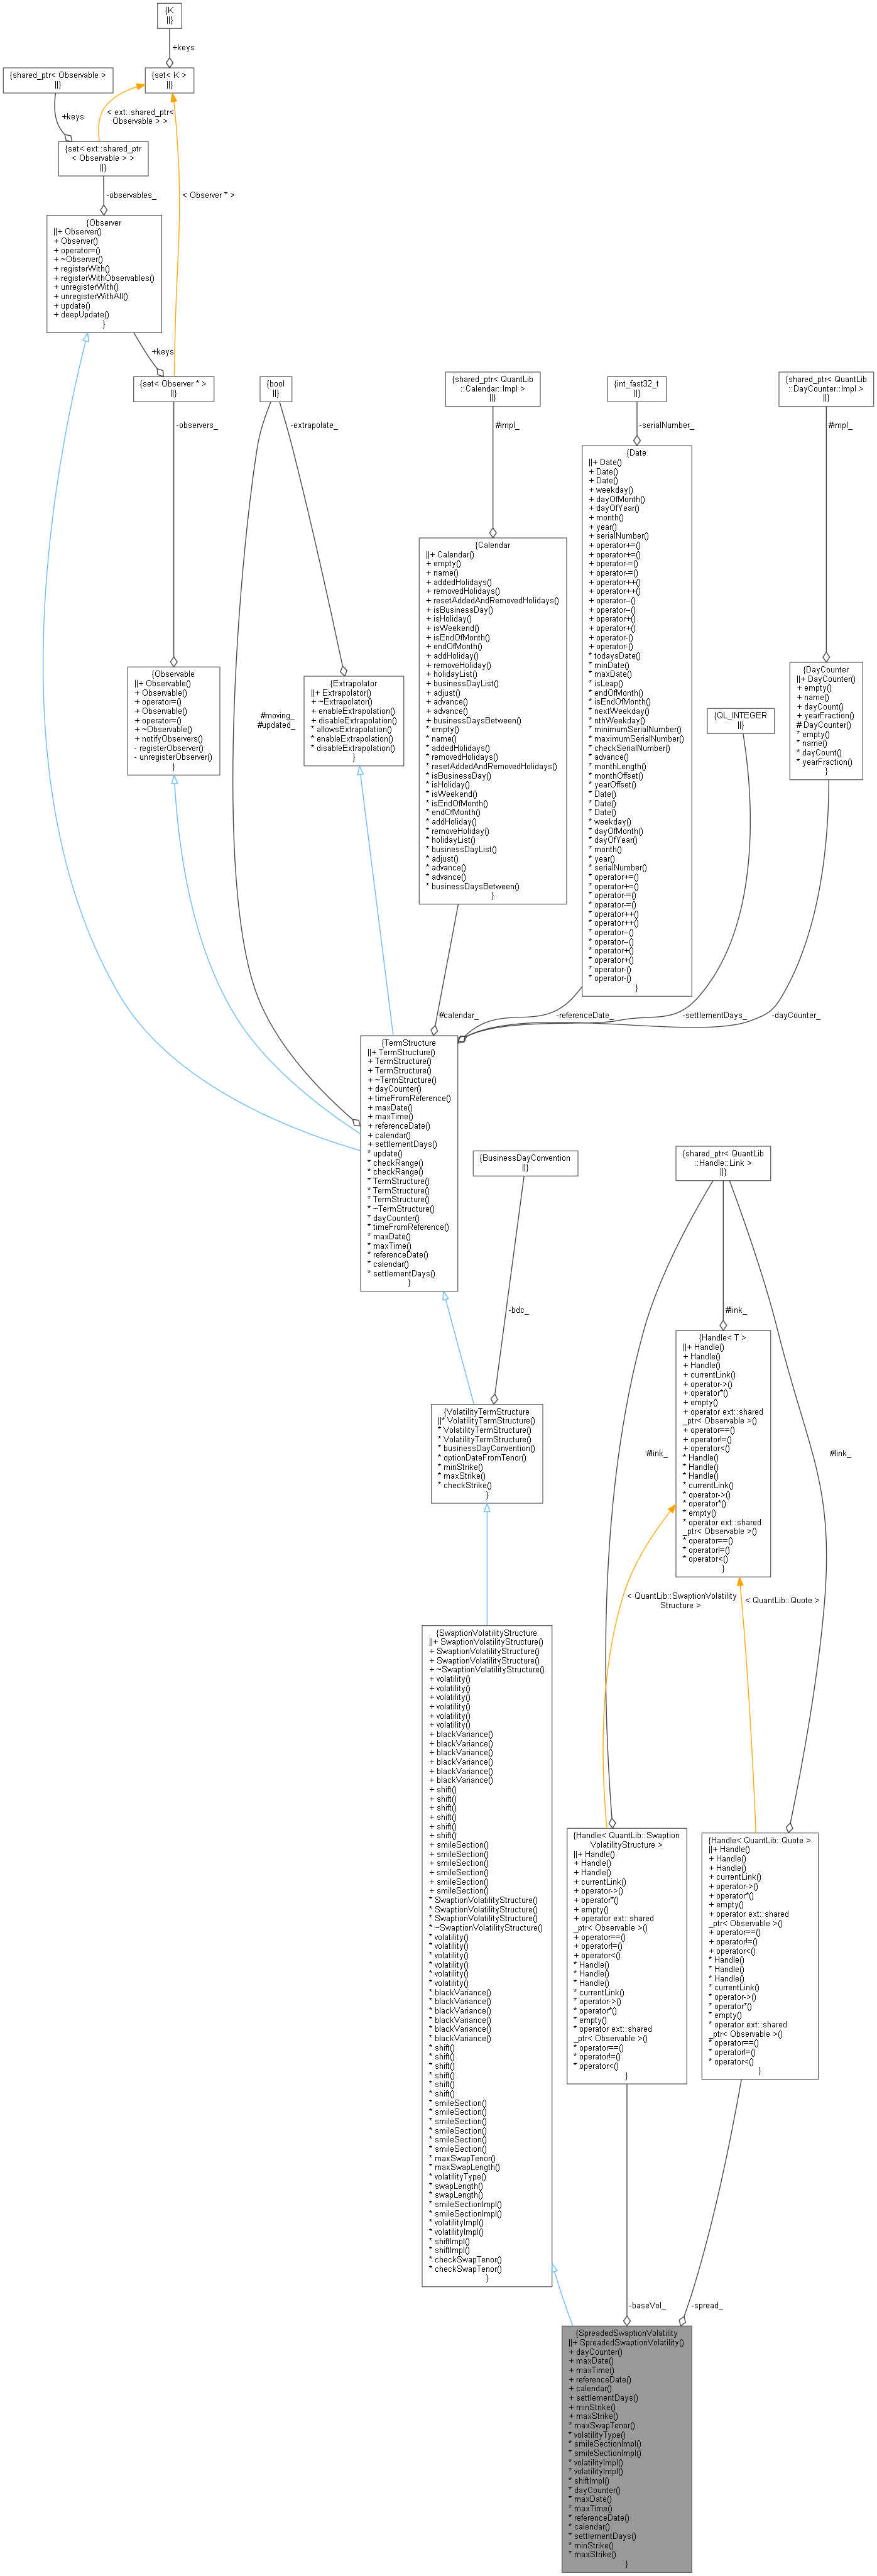 {K
||}
+keys
{shared_ptr< Observable >
||}
{set< K >
||}
+keys
< ext::shared_ptr<
Observable > >
{set< ext::shared_ptr
< Observable > >
||}
-observables_
< Observer * >
{Observer
||+ Observer()
+ Observer()
+ operator=()
+ ~Observer()
+ registerWith()
+ registerWithObservables()
+ unregisterWith()
+ unregisterWithAll()
+ update()
+ deepUpdate()
}
+keys
{set< Observer * >
||}
{bool
||}
{shared_ptr< QuantLib
::Calendar::Impl >
||}
{int_fast32_t
||}
{shared_ptr< QuantLib
::DayCounter::Impl >
||}
-observers_
-extrapolate_
#impl_
-serialNumber_
#impl_
{Observable
||+ Observable()
+ Observable()
+ operator=()
+ Observable()
+ operator=()
+ ~Observable()
+ notifyObservers()
- registerObserver()
- unregisterObserver()
}
#moving_
#updated_
{Extrapolator
||+ Extrapolator()
+ ~Extrapolator()
+ enableExtrapolation()
+ disableExtrapolation()
* allowsExtrapolation()
* enableExtrapolation()
* disableExtrapolation()
}
{Calendar
||+ Calendar()
+ empty()
+ name()
+ addedHolidays()
+ removedHolidays()
+ resetAddedAndRemovedHolidays()
+ isBusinessDay()
+ isHoliday()
+ isWeekend()
+ isEndOfMonth()
+ endOfMonth()
+ addHoliday()
+ removeHoliday()
+ holidayList()
+ businessDayList()
+ adjust()
+ advance()
+ advance()
+ businessDaysBetween()
* empty()
* name()
* addedHolidays()
* removedHolidays()
* resetAddedAndRemovedHolidays()
* isBusinessDay()
* isHoliday()
* isWeekend()
* isEndOfMonth()
* endOfMonth()
* addHoliday()
* removeHoliday()
* holidayList()
* businessDayList()
* adjust()
* advance()
* advance()
* businessDaysBetween()
}
{Date
||+ Date()
+ Date()
+ Date()
+ weekday()
+ dayOfMonth()
+ dayOfYear()
+ month()
+ year()
+ serialNumber()
+ operator+=()
+ operator+=()
+ operator-=()
+ operator-=()
+ operator++()
+ operator++()
+ operator--()
+ operator--()
+ operator+()
+ operator+()
+ operator-()
+ operator-()
* todaysDate()
* minDate()
* maxDate()
* isLeap()
* endOfMonth()
* isEndOfMonth()
* nextWeekday()
* nthWeekday()
* minimumSerialNumber()
* maximumSerialNumber()
* checkSerialNumber()
* advance()
* monthLength()
* monthOffset()
* yearOffset()
* Date()
* Date()
* Date()
* weekday()
* dayOfMonth()
* dayOfYear()
* month()
* year()
* serialNumber()
* operator+=()
* operator+=()
* operator-=()
* operator-=()
* operator++()
* operator++()
* operator--()
* operator--()
* operator+()
* operator+()
* operator-()
* operator-()
}
{QL_INTEGER
||}
{DayCounter
||+ DayCounter()
+ empty()
+ name()
+ dayCount()
+ yearFraction()
# DayCounter()
* empty()
* name()
* dayCount()
* yearFraction()
}
#calendar_
-referenceDate_
-settlementDays_
-dayCounter_
{TermStructure
||+ TermStructure()
+ TermStructure()
+ TermStructure()
+ ~TermStructure()
+ dayCounter()
+ timeFromReference()
+ maxDate()
+ maxTime()
+ referenceDate()
+ calendar()
+ settlementDays()
* update()
* checkRange()
* checkRange()
* TermStructure()
* TermStructure()
* TermStructure()
* ~TermStructure()
* dayCounter()
* timeFromReference()
* maxDate()
* maxTime()
* referenceDate()
* calendar()
* settlementDays()
}
{BusinessDayConvention
||}
{shared_ptr< QuantLib
::Handle::Link >
||}
-bdc_
#link_
{Handle< T >
||+ Handle()
+ Handle()
+ Handle()
+ currentLink()
+ operator->()
+ operator*()
+ empty()
+ operator ext::shared
_ptr< Observable >()
+ operator==()
+ operator!=()
+ operator<()
* Handle()
* Handle()
* Handle()
* currentLink()
* operator->()
* operator*()
* empty()
* operator ext::shared
_ptr< Observable >()
* operator==()
* operator!=()
* operator<()
}
{VolatilityTermStructure
||* VolatilityTermStructure()
* VolatilityTermStructure()
* VolatilityTermStructure()
* businessDayConvention()
* optionDateFromTenor()
* minStrike()
* maxStrike()
* checkStrike()
}
#link_
#link_
< QuantLib::SwaptionVolatility
Structure >
< QuantLib::Quote >
{SwaptionVolatilityStructure
||+ SwaptionVolatilityStructure()
+ SwaptionVolatilityStructure()
+ SwaptionVolatilityStructure()
+ ~SwaptionVolatilityStructure()
+ volatility()
+ volatility()
+ volatility()
+ volatility()
+ volatility()
+ volatility()
+ blackVariance()
+ blackVariance()
+ blackVariance()
+ blackVariance()
+ blackVariance()
+ blackVariance()
+ shift()
+ shift()
+ shift()
+ shift()
+ shift()
+ shift()
+ smileSection()
+ smileSection()
+ smileSection()
+ smileSection()
+ smileSection()
+ smileSection()
* SwaptionVolatilityStructure()
* SwaptionVolatilityStructure()
* SwaptionVolatilityStructure()
* ~SwaptionVolatilityStructure()
* volatility()
* volatility()
* volatility()
* volatility()
* volatility()
* volatility()
* blackVariance()
* blackVariance()
* blackVariance()
* blackVariance()
* blackVariance()
* blackVariance()
* shift()
* shift()
* shift()
* shift()
* shift()
* shift()
* smileSection()
* smileSection()
* smileSection()
* smileSection()
* smileSection()
* smileSection()
* maxSwapTenor()
* maxSwapLength()
* volatilityType()
* swapLength()
* swapLength()
* smileSectionImpl()
* smileSectionImpl()
* volatilityImpl()
* volatilityImpl()
* shiftImpl()
* shiftImpl()
* checkSwapTenor()
* checkSwapTenor()
}
{Handle< QuantLib::Swaption
VolatilityStructure >
||+ Handle()
+ Handle()
+ Handle()
+ currentLink()
+ operator->()
+ operator*()
+ empty()
+ operator ext::shared
_ptr< Observable >()
+ operator==()
+ operator!=()
+ operator<()
* Handle()
* Handle()
* Handle()
* currentLink()
* operator->()
* operator*()
* empty()
* operator ext::shared
_ptr< Observable >()
* operator==()
* operator!=()
* operator<()
}
{Handle< QuantLib::Quote >
||+ Handle()
+ Handle()
+ Handle()
+ currentLink()
+ operator->()
+ operator*()
+ empty()
+ operator ext::shared
_ptr< Observable >()
+ operator==()
+ operator!=()
+ operator<()
* Handle()
* Handle()
* Handle()
* currentLink()
* operator->()
* operator*()
* empty()
* operator ext::shared
_ptr< Observable >()
* operator==()
* operator!=()
* operator<()
}
-baseVol_
-spread_
{SpreadedSwaptionVolatility
||+ SpreadedSwaptionVolatility()
+ dayCounter()
+ maxDate()
+ maxTime()
+ referenceDate()
+ calendar()
+ settlementDays()
+ minStrike()
+ maxStrike()
* maxSwapTenor()
* volatilityType()
* smileSectionImpl()
* smileSectionImpl()
* volatilityImpl()
* volatilityImpl()
* shiftImpl()
* dayCounter()
* maxDate()
* maxTime()
* referenceDate()
* calendar()
* settlementDays()
* minStrike()
* maxStrike()
}